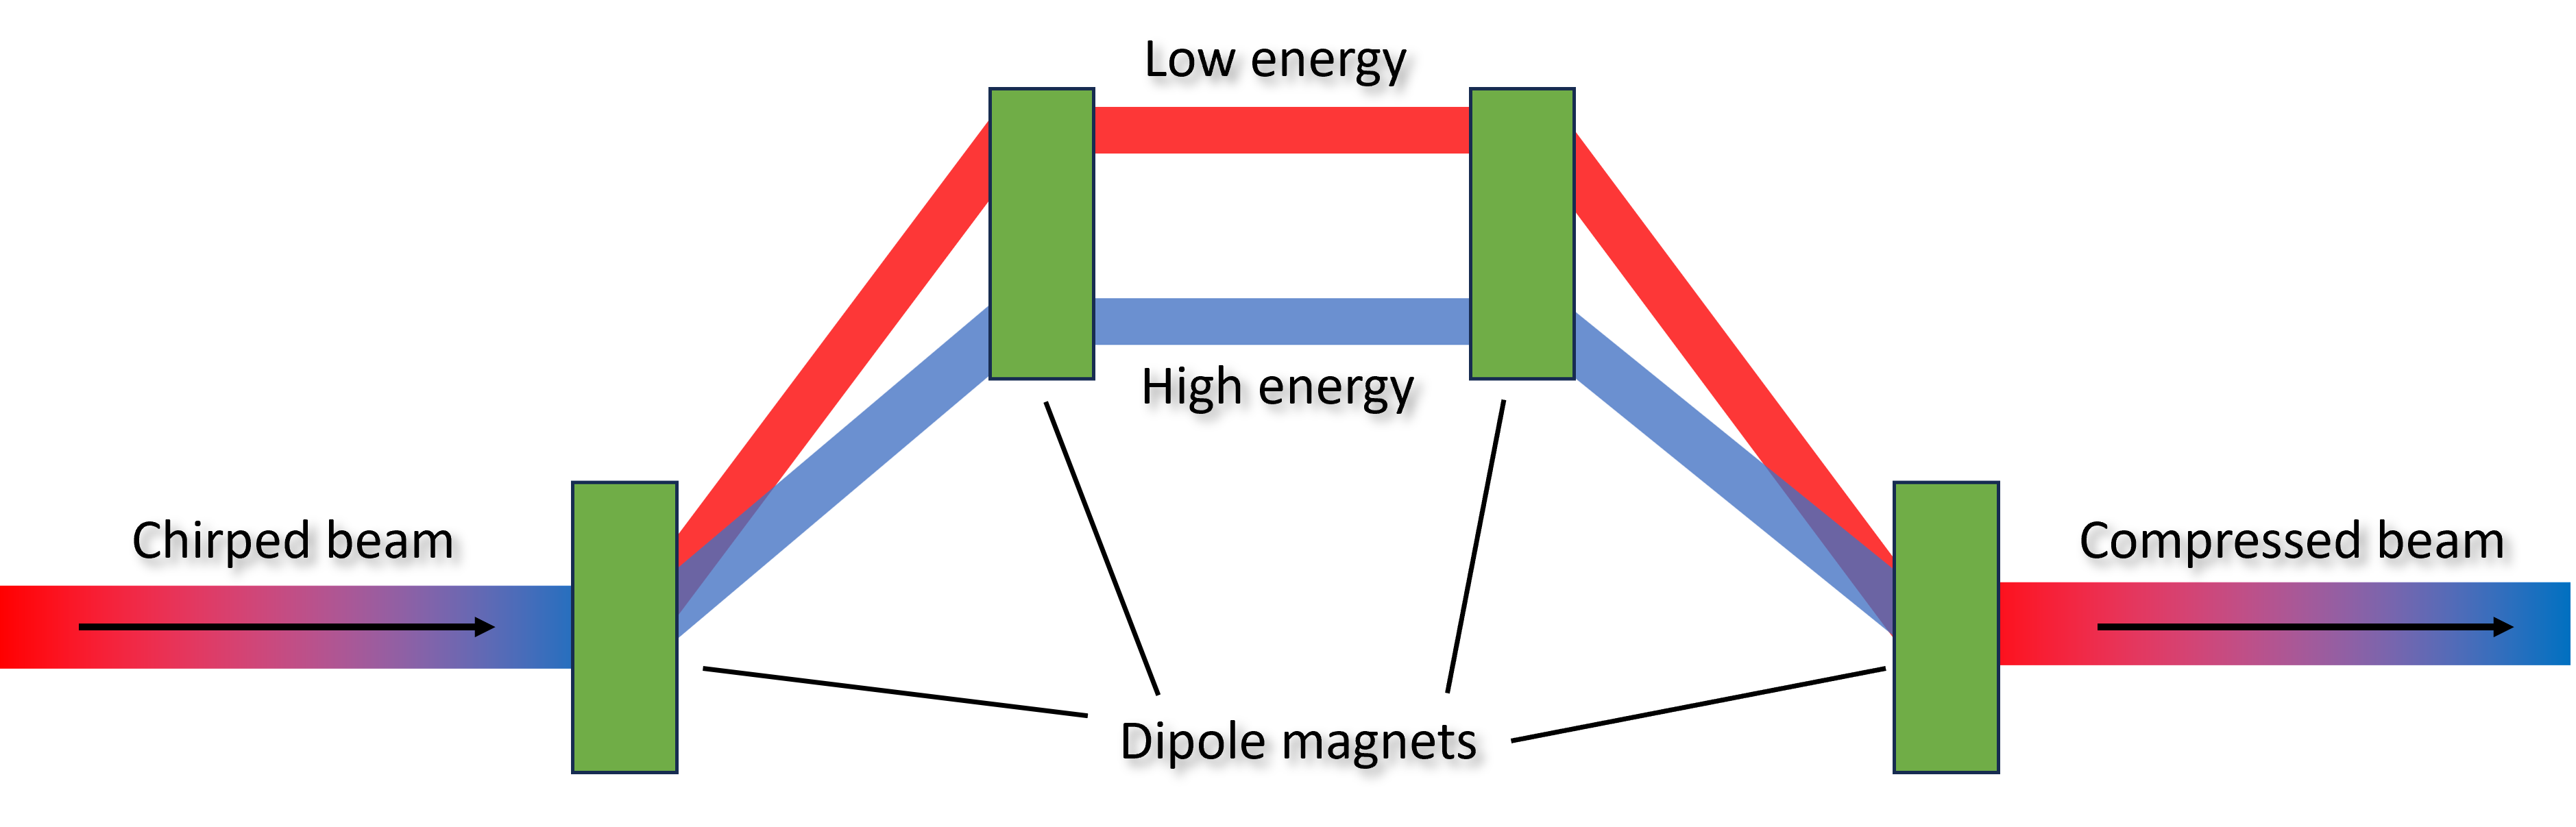 Low energy
High energy
Chirped beam
Compressed beam
Dipole magnets